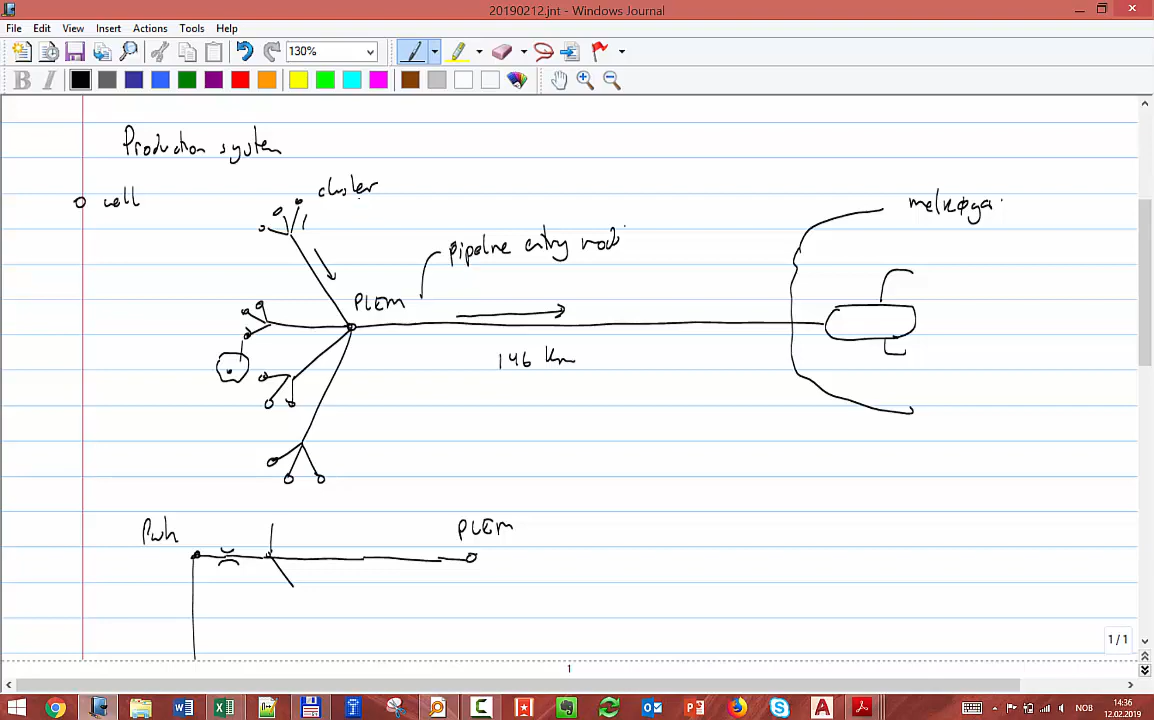 20190212.jnt - Windows Journal
File Edit View Insert Actions Tools Help
130%
Production system
well
cluster
melkøya
pipeline entry mod
PLEM
146 Km
Pwh
PLEM
1 / 1
1
NOB
14:36
12.02.2019